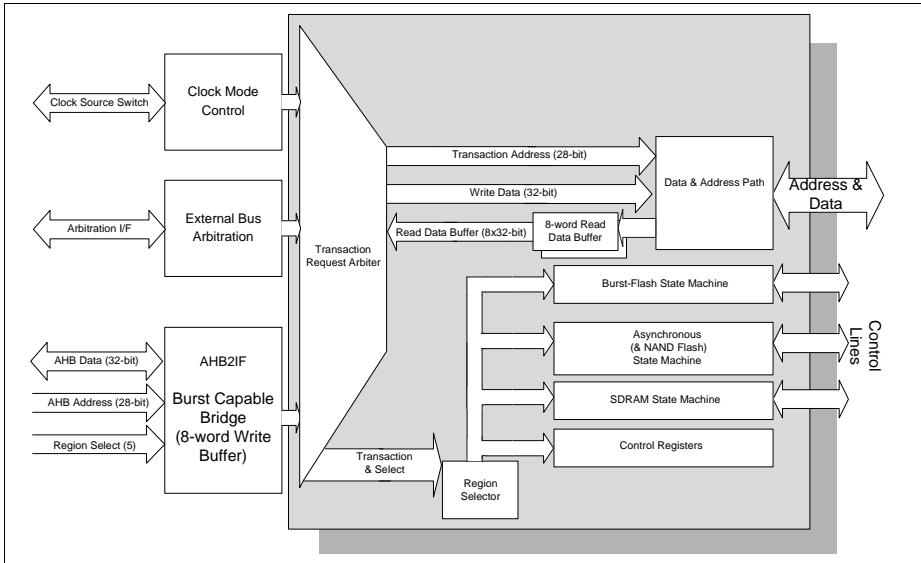 Clock Source Switch
Clock Mode
Control
Arbitration I/F
External Bus
Arbitration
AHB Data (32-bit)
AHB Address (28-bit)
Region Select (5)
AHB2IF
Burst Capable
Bridge
(8-word Write
Buffer)
Transaction
Request Arbiter
Transaction Address (28-bit)
Write Data (32-bit)
Read Data Buffer (8x32-bit)
8-word Read
Data Buffer
Data & Address Path
Address &
Data
Burst-Flash State Machine
Asynchronous
(& NAND Flash)
State Machine
SDRAM State Machine
Control Registers
Control
Lines
Transaction
& Select
Region
Selector